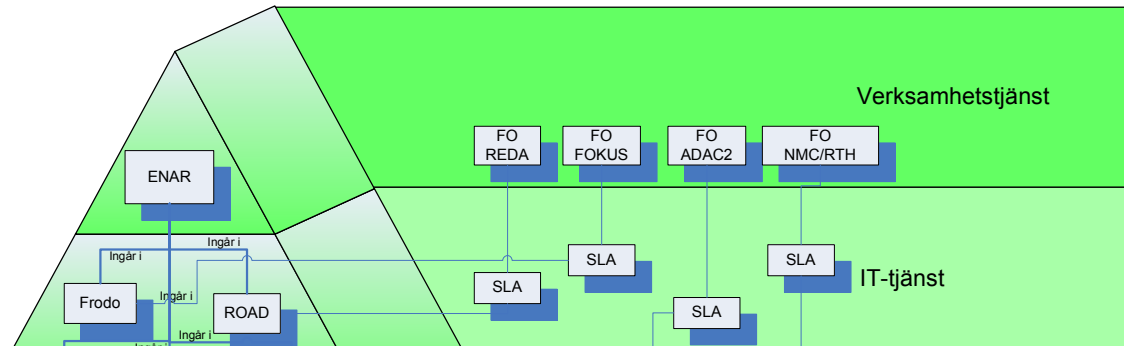 Verksamhetstjänst
FO
REDA
FO
FOKUS
FO
ADAC2
FO
NMC/RTH
ENAR
Ingår i
Ingår i
SLA
SLA
SLA
IT-tjänst
Frodo
Ingår i
ROAD
SLA
Ingår i
Ingår i